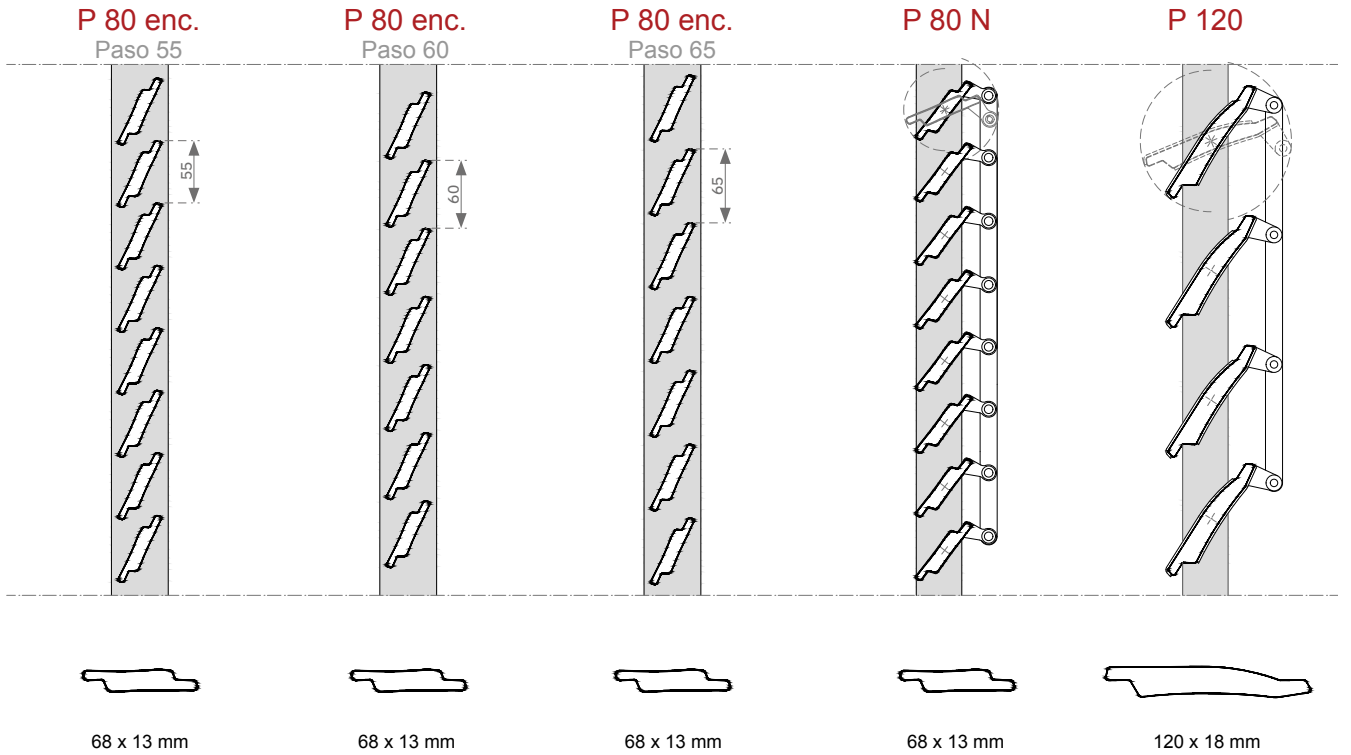 P 80 enc.
Paso 55
P 80 enc.
Paso 60
P 80 enc.
Paso 65
P 80 N
P 120
55
60
65
68 x 13 mm
68 x 13 mm
68 x 13 mm
68 x 13 mm
120 x 18 mm